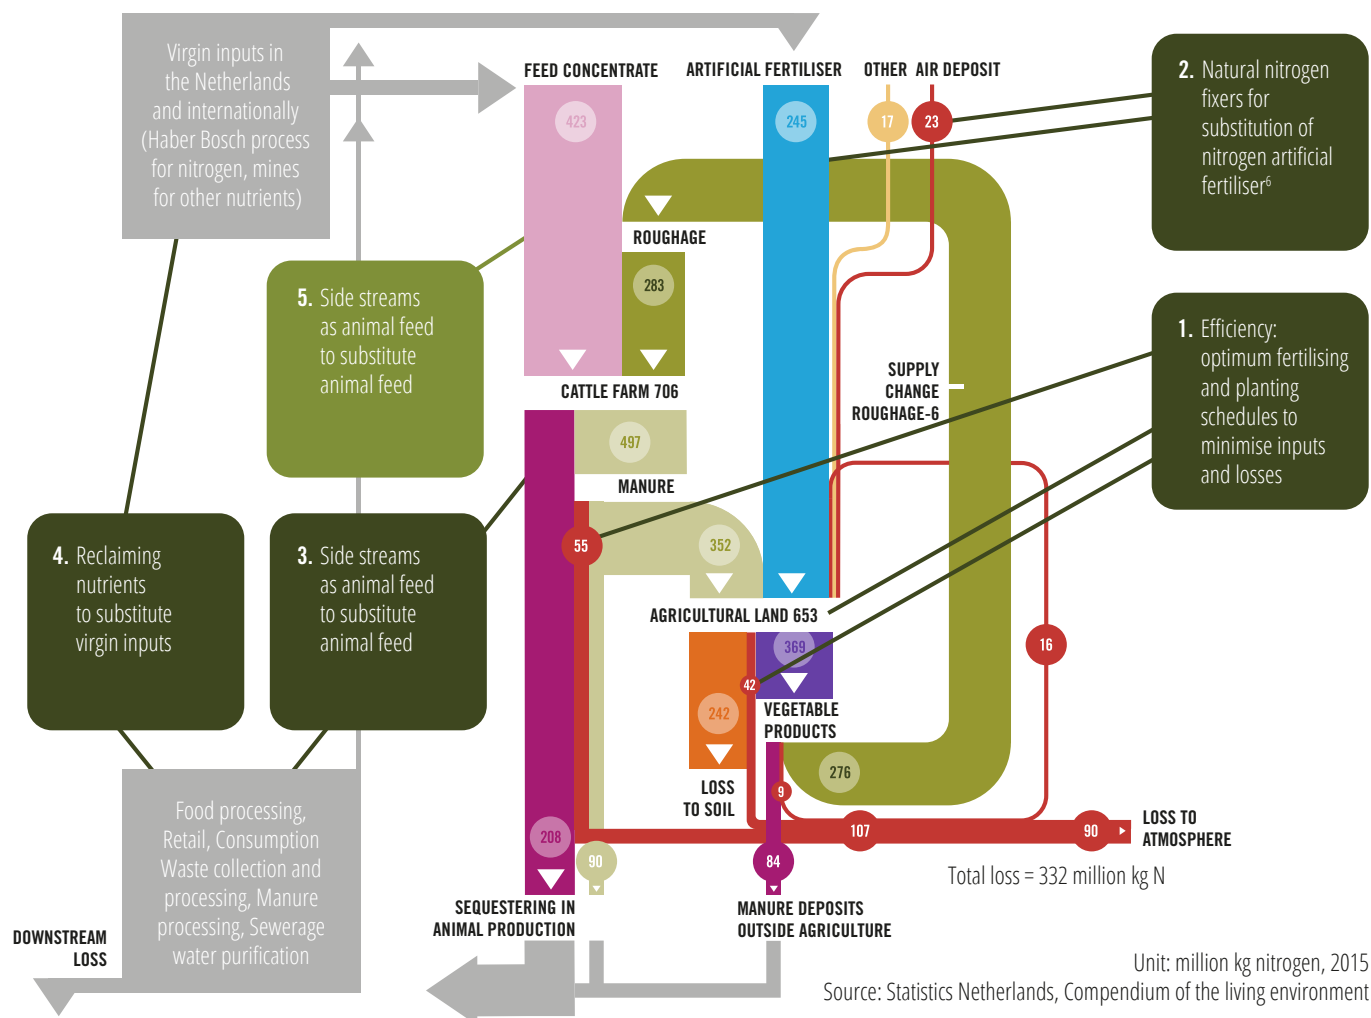 Virgin inputs in
the Netherlands
and internationally
(Haber Bosch process
for nitrogen, mines
for other nutrients)
FEED CONCENTRATE
ARTIFICIAL FERTILISER
OTHER
AIR DEPOSIT
423
245
17
23
2. Natural nitrogen
fixers for
substitution of
nitrogen artificial
fertiliser⁶
ROUGHAGE
283
5. Side streams
as animal feed
to substitute
animal feed
1. Efficiency:
optimum fertilising
and planting
schedules to
minimise inputs
and losses
SUPPLY
CHANGE
ROUGHAGE-6
CATTLE FARM 706
497
MANURE
55
352
4. Reclaiming
nutrients
to substitute
virgin inputs
3. Side streams
as animal feed
to substitute
animal feed
AGRICULTURAL LAND 653
369
16
42
242
VEGETABLE
PRODUCTS
LOSS
TO SOIL
276
9
Food processing,
Retail, Consumption
Waste collection and
processing, Manure
processing, Sewerage
water purification
208
90
84
107
90
LOSS TO
ATMOSPHERE
Total loss = 332 million kg N
SEQUESTERING IN
ANIMAL PRODUCTION
MANURE DEPOSITS
OUTSIDE AGRICULTURE
DOWNSTREAM
LOSS
Unit: million kg nitrogen, 2015
Source: Statistics Netherlands, Compendium of the living environment